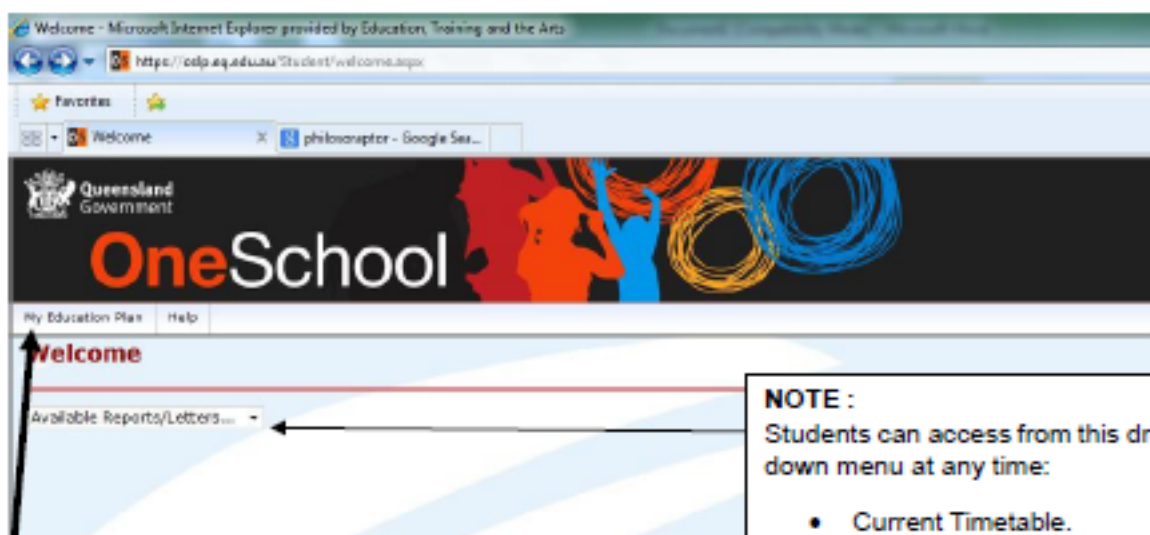 Welcome - Microsoft Internet Explorer provided by Education, Training and the Arts
https://oslp.eq.edu.au/Student/welcome.aspx
Favorites
Welcome
philosoraptor - Google Sea...
Queensland
Government
OneSchool
My Education Plan Help
Welcome
Available Reports/Letters...
NOTE :
Students can access from this dr
down menu at any time:
• Current Timetable.